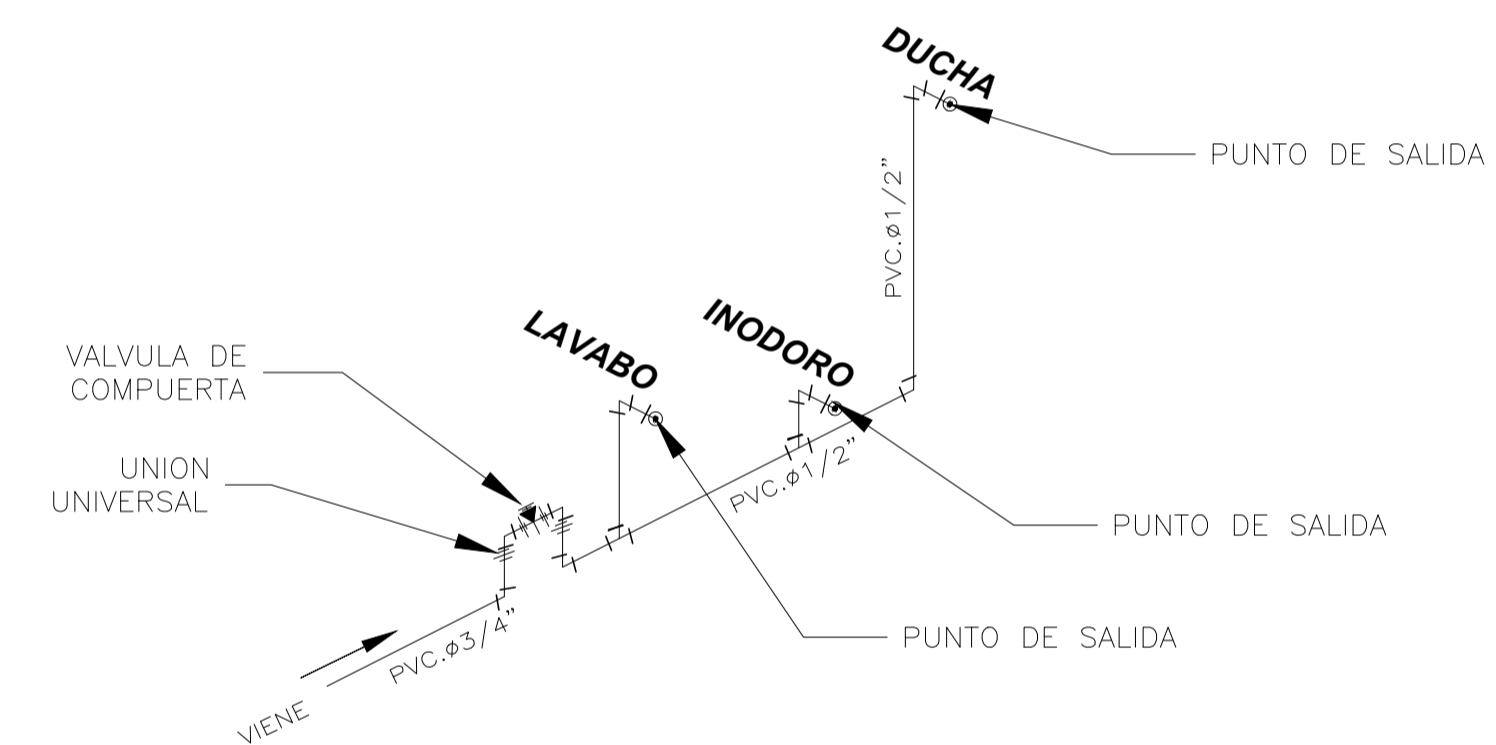 DUCHA
PUNTO DE SALIDA
PVC.ø1/2"
LAVABO
INODORO
VALVULA DE
COMPUERTA
UNION
UNIVERSAL
PVC.ø1/2"
PUNTO DE SALIDA
PVC.ø3/4"
PUNTO DE SALIDA
VIENE